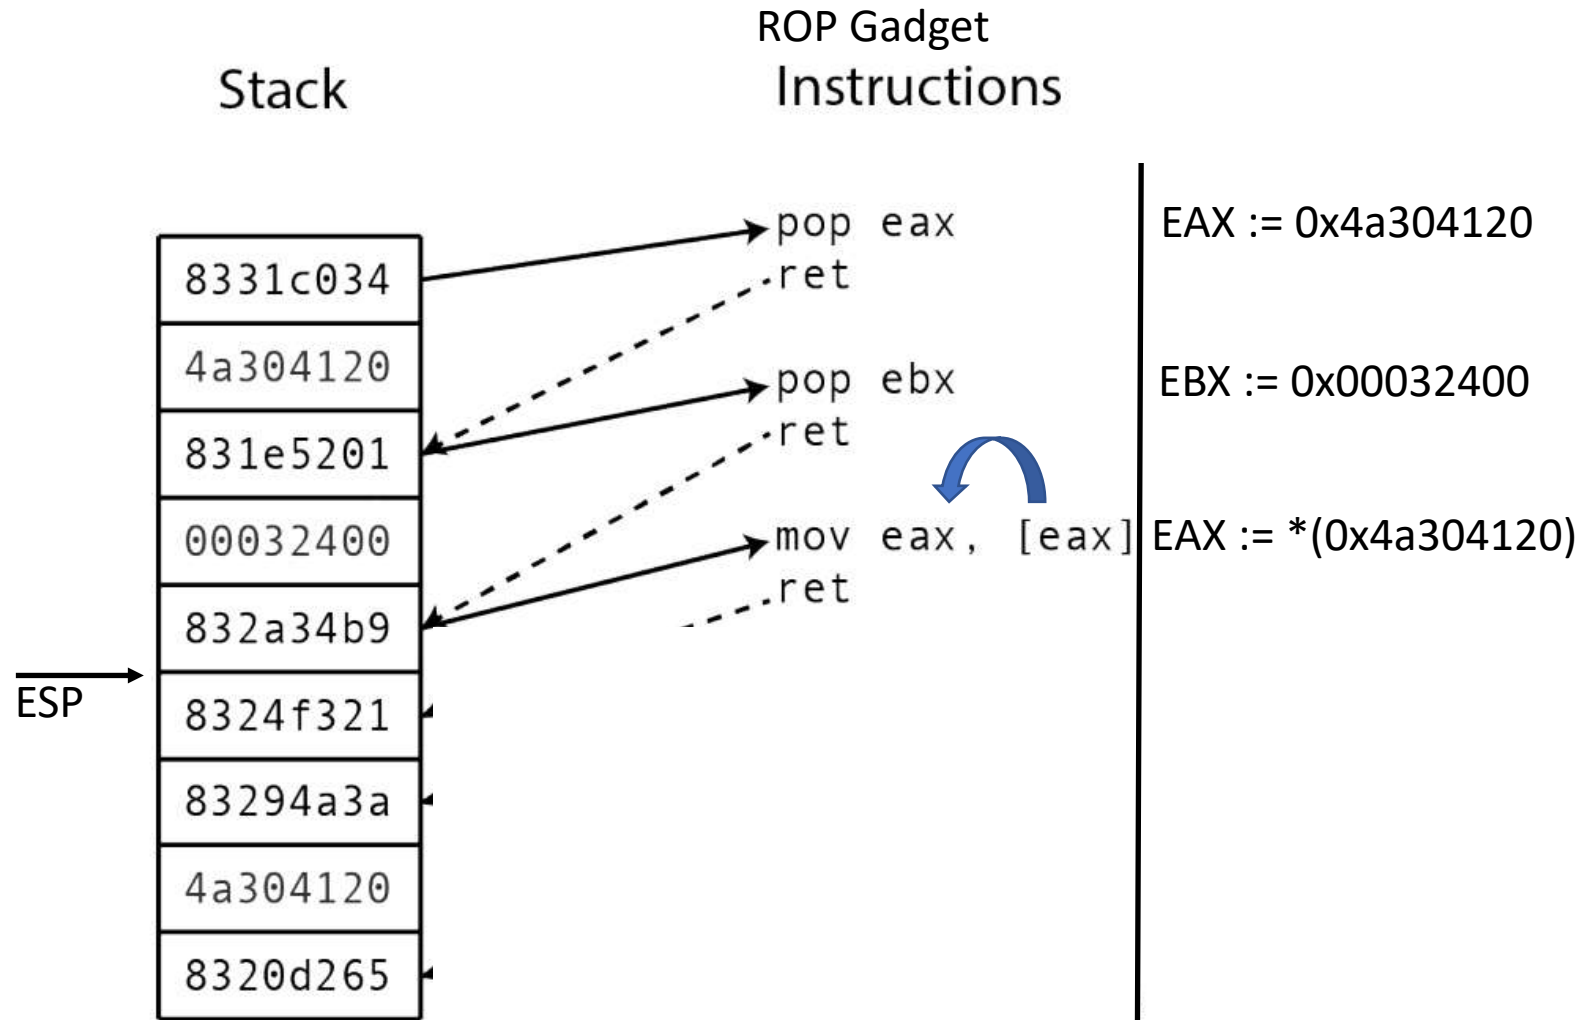 ROP Gadget
Stack
Instructions
8331c034
4a304120
831e5201
00032400
832a34b9
8324f321
83294a3a
4a304120
8320d265
ESP
pop eax
ret
pop ebx
ret
mov eax, [eax]
ret
EAX := 0x4a304120
EBX := 0x00032400
EAX := *(0x4a304120)